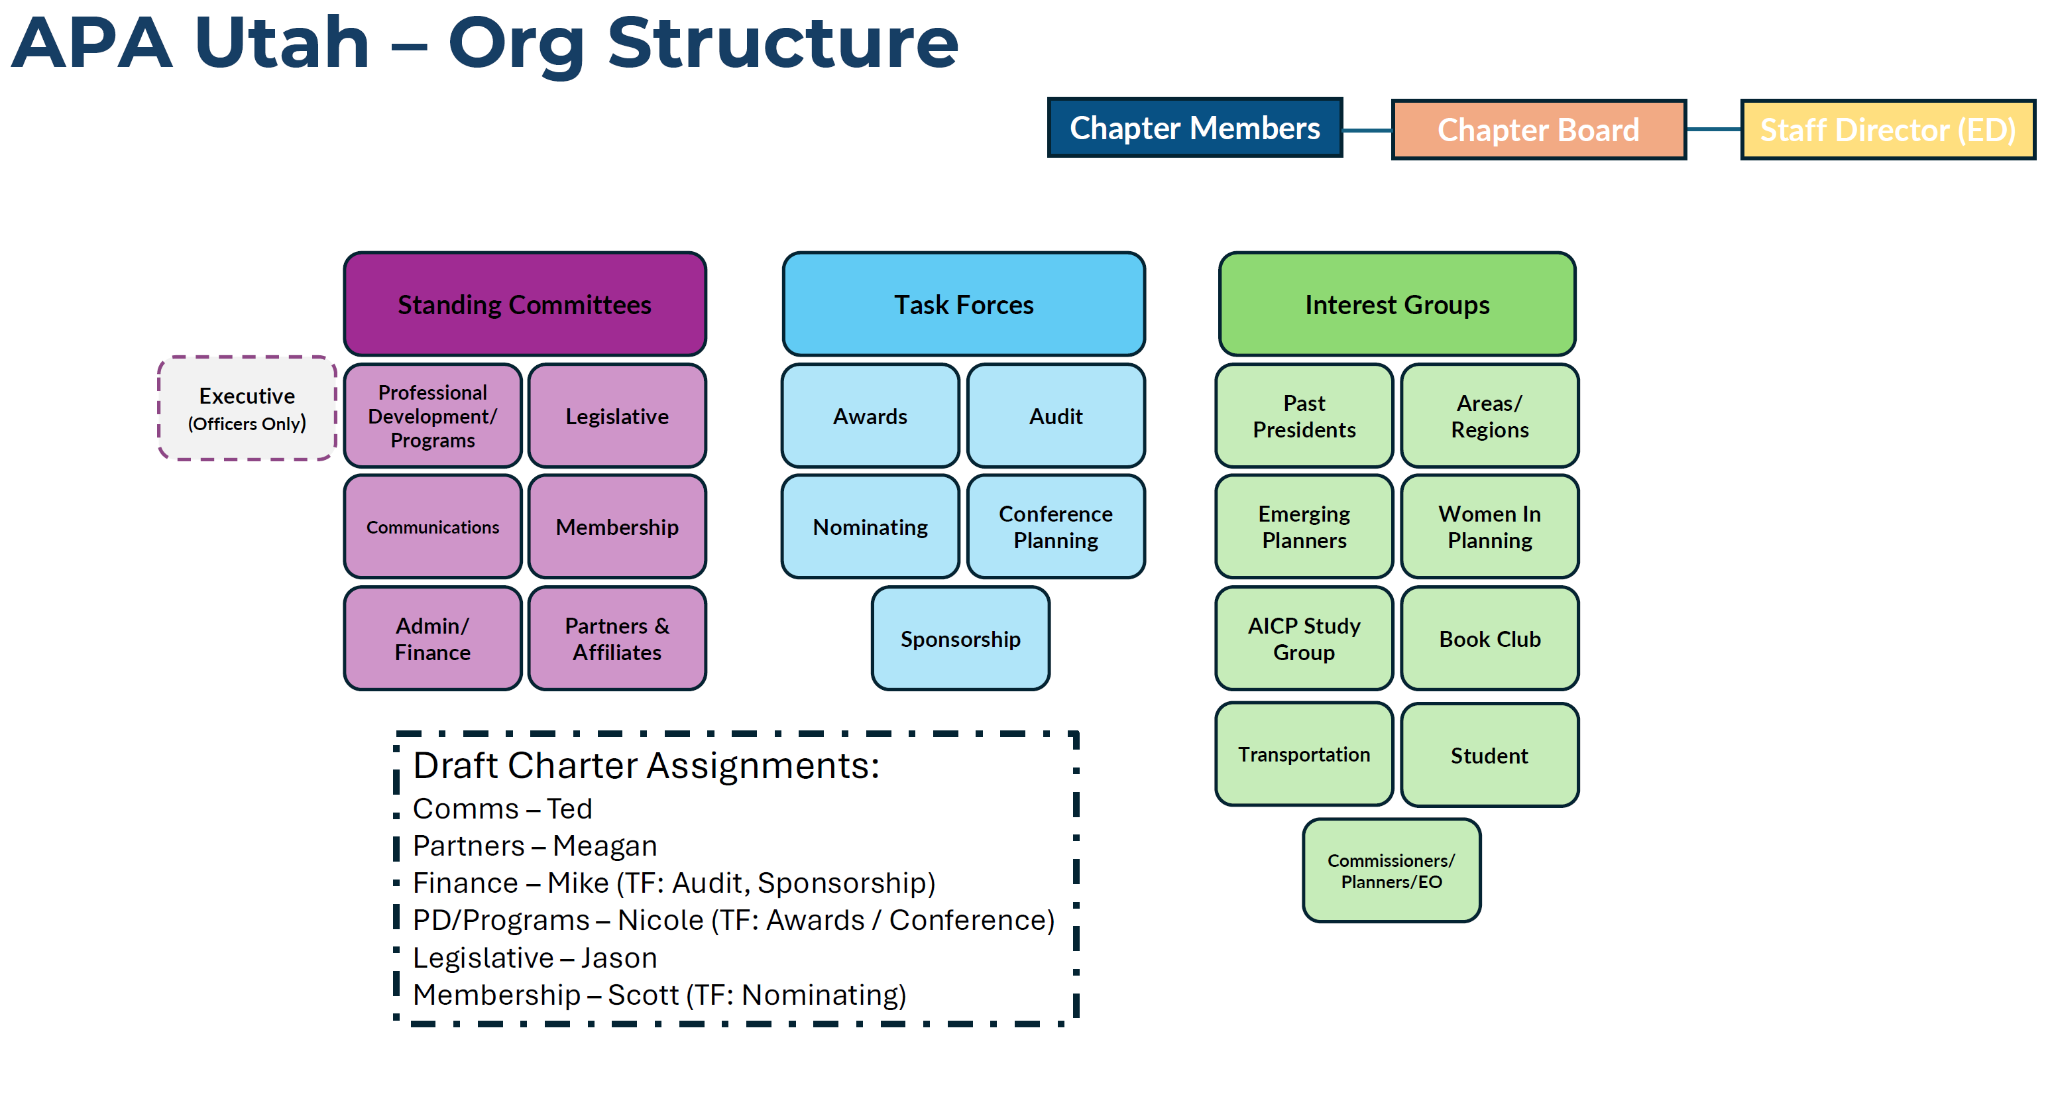 APA Utah – Org Structure
Chapter Members
Chapter Board
Staff Director (ED)
Standing Committees
Executive
(Officers Only)
Professional
Development/
Programs
Legislative
Communications
Membership
Admin/
Finance
Partners &
Affiliates
Task Forces
Awards
Audit
Nominating
Conference
Planning
Sponsorship
Interest Groups
Past
Presidents
Areas/
Regions
Emerging
Planners
Women In
Planning
AICP Study
Group
Book Club
Transportation
Student
Commissioners/
Planners/EO
Draft Charter Assignments:
Comms – Ted
Partners – Meagan
Finance – Mike (TF: Audit, Sponsorship)
PD/Programs – Nicole (TF: Awards / Conference)
Legislative – Jason
Membership – Scott (TF: Nominating)